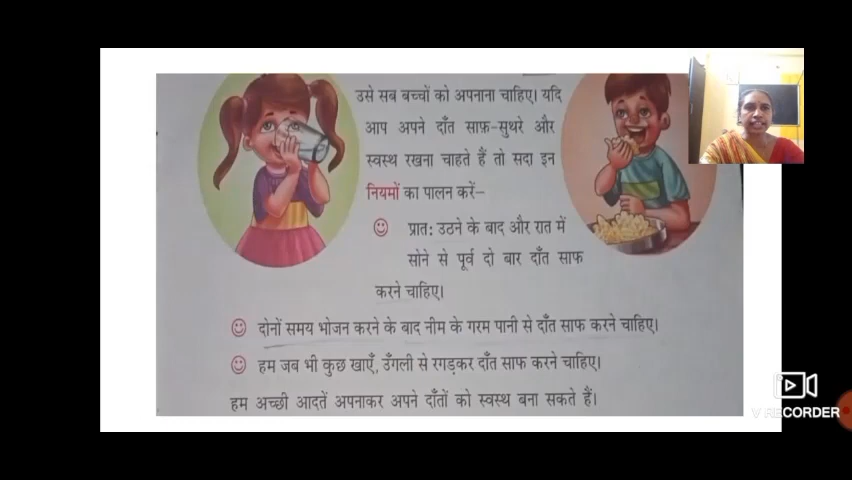 उसे सब बच्चों को अपनाना चाहिए। यदि
आप अपने दाँत साफ़-सुथरे और
स्वस्थ रखना चाहते हैं तो सदा इन
नियमों का पालन करें–
प्रात: उठने के बाद और रात में
सोने से पूर्व दो बार दाँत साफ
करने चाहिए।
दोनों समय भोजन करने के बाद नीम के गरम पानी से दाँत साफ करने चाहिए।
हम जब भी कुछ खाएँ, उँगली से रगड़कर दाँत साफ करने चाहिए।
हम अच्छी आदतें अपनाकर अपने दाँतों को स्वस्थ बना सकते हैं।
V RECORDER